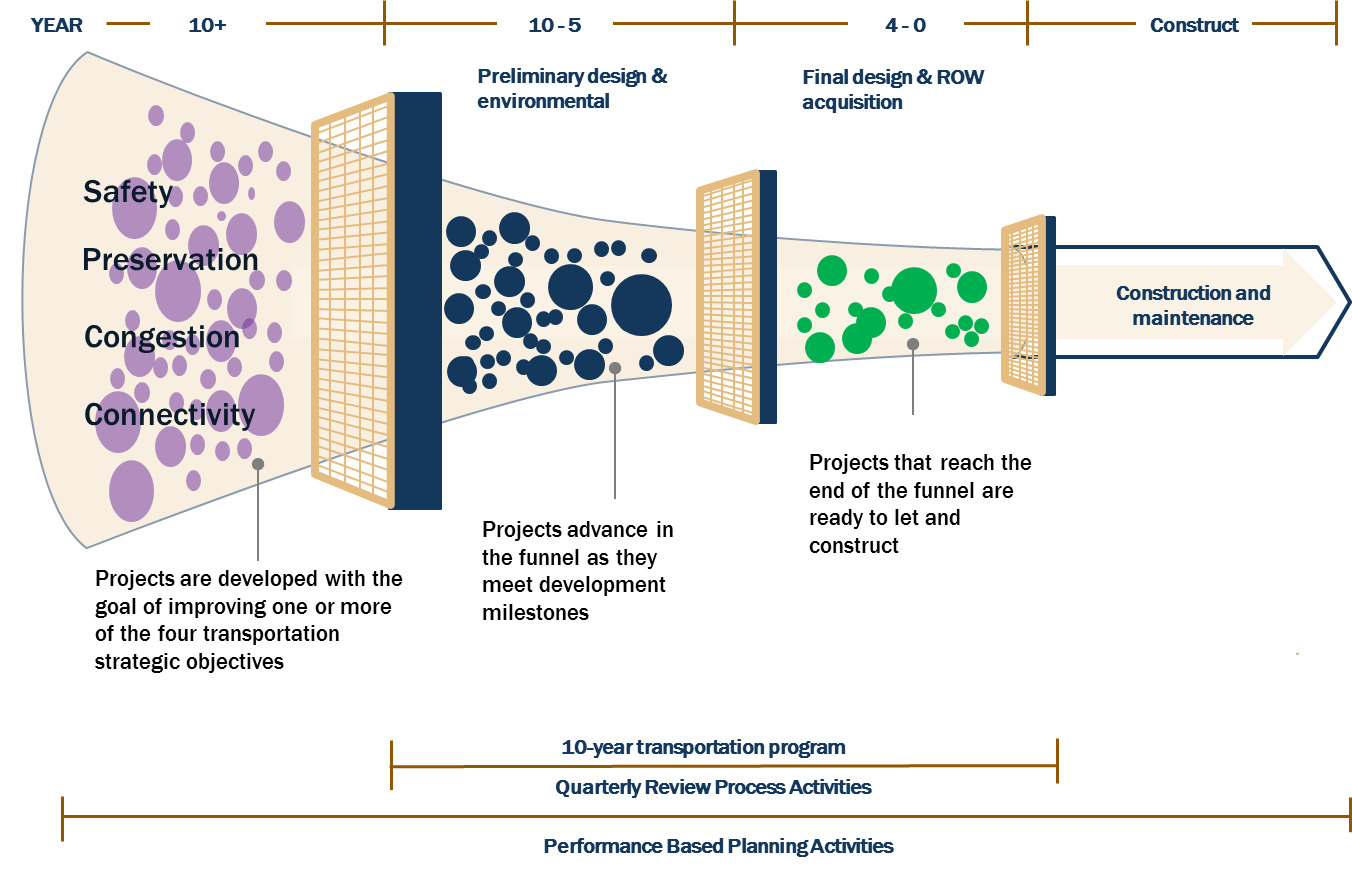 YEAR 10+ 10 - 5 4 - 0 Construct
Preliminary design &
environmental
Final design & ROW
acquisition
Safety
Preservation
Congestion
Connectivity
Construction and
maintenance
Projects are developed with the
goal of improving one or more
of the four transportation
strategic objectives
Projects advance in
the funnel as they
meet development
milestones
Projects that reach the
end of the funnel are
ready to let and
construct
10-year transportation program
Quarterly Review Process Activities
Performance Based Planning Activities